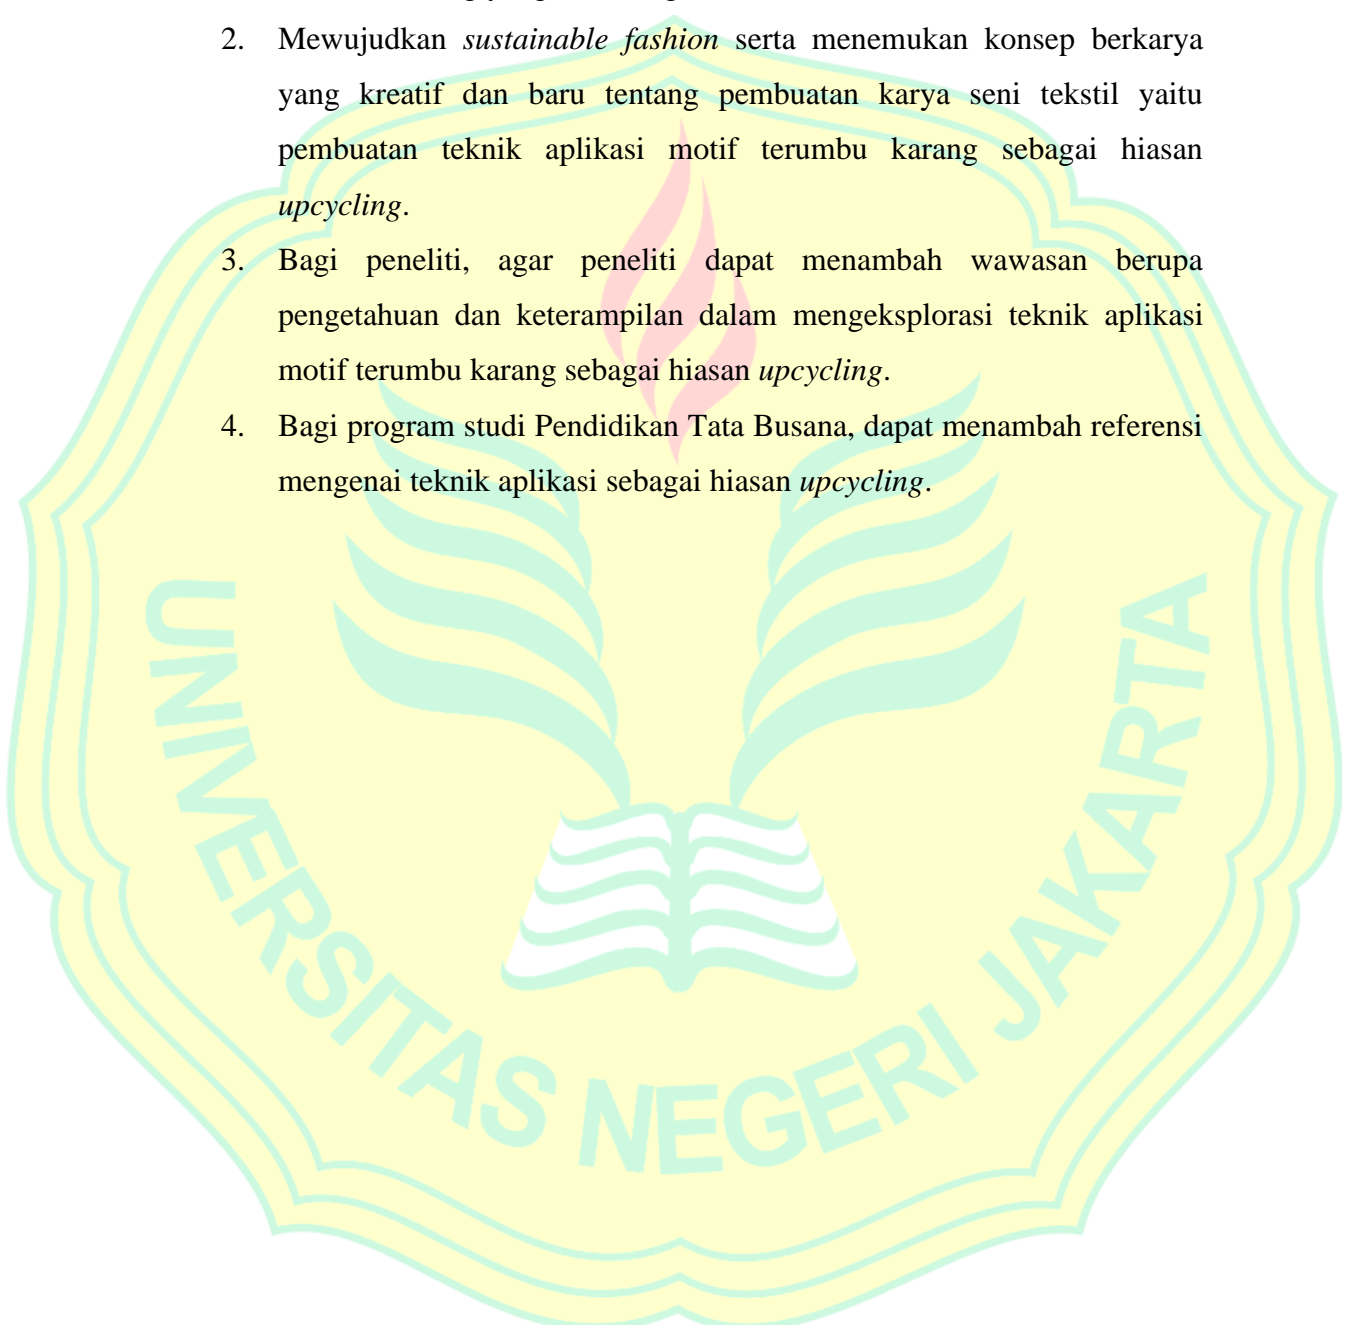 2. Mewujudkan sustainable fashion serta menemukan konsep berkarya
yang kreatif dan baru tentang pembuatan karya seni tekstil yaitu
pembuatan teknik aplikasi motif terumbu karang sebagai hiasan
upcycling.
3. Bagi peneliti, agar peneliti dapat menambah wawasan berupa
pengetahuan dan keterampilan dalam mengeksplorasi teknik aplikasi
motif terumbu karang sebagai hiasan upcycling.
4. Bagi program studi Pendidikan Tata Busana, dapat menambah referensi
mengenai teknik aplikasi sebagai hiasan upcycling.
UNIVERSITAS NEGERI JAKARTA